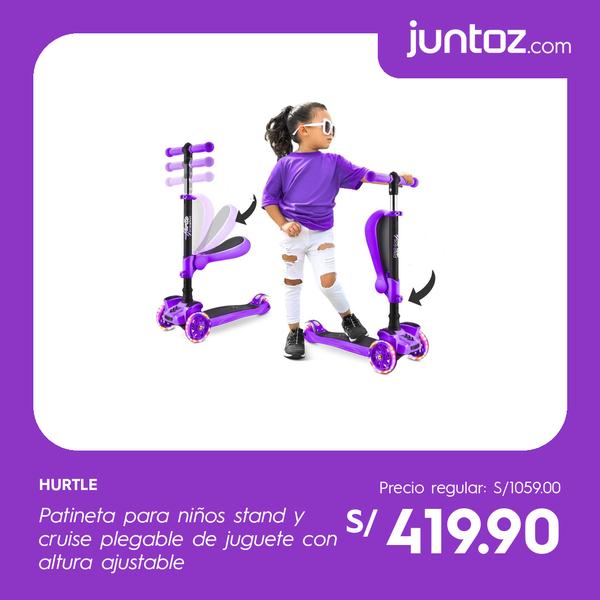 juntoz.com
HURTLE
Patineta para niños stand y
cruise plegable de juguete con
altura ajustable
Precio regular: S/1059.00
S/ 419.90